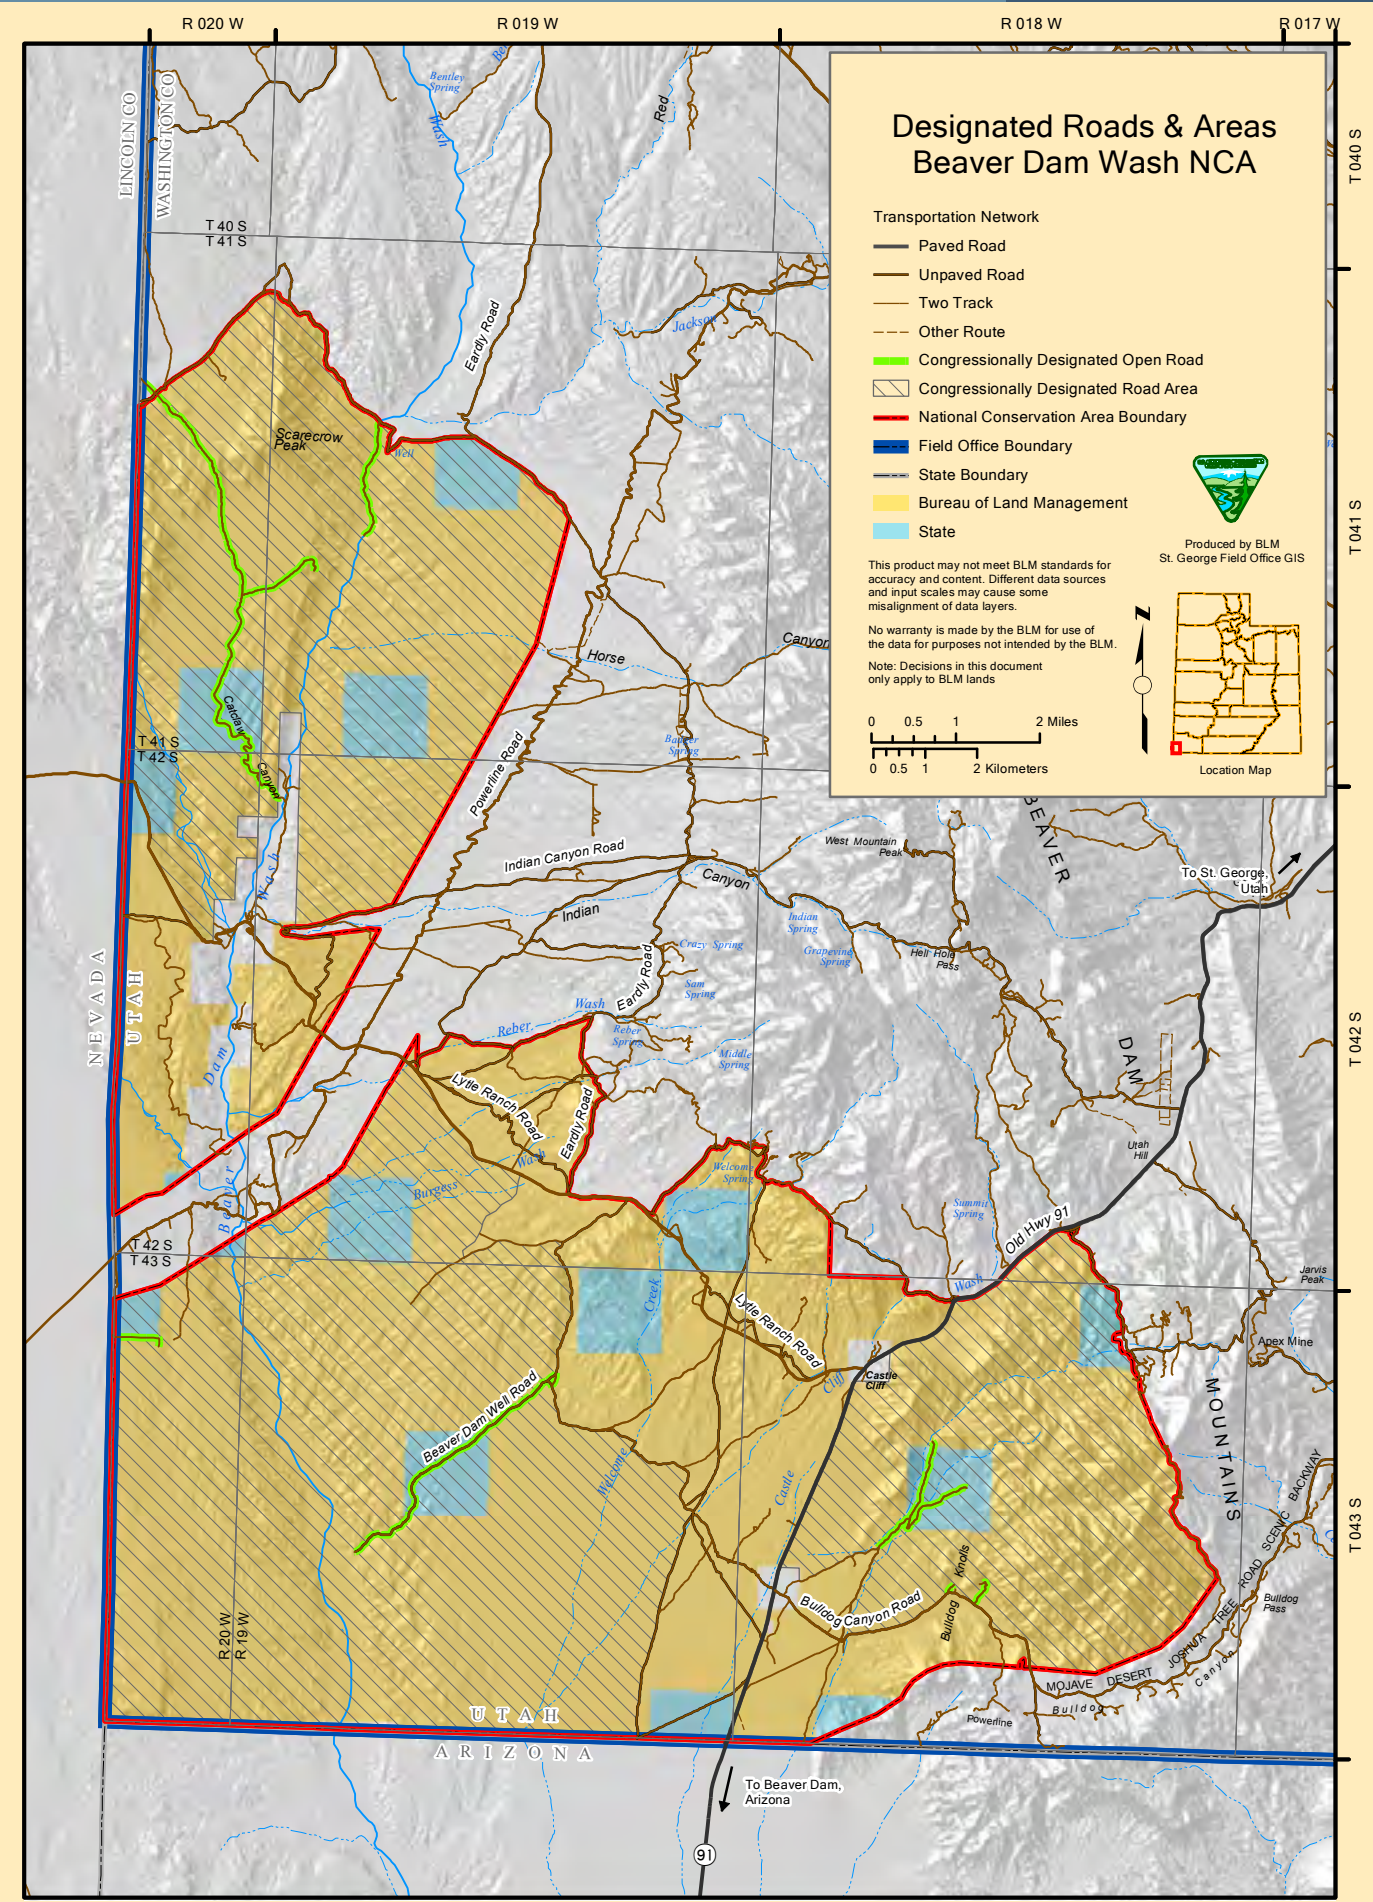 R 020 W
R 019 W
R 018 W
R 017 W
Designated Roads & Areas
Beaver Dam Wash NCA
Transportation Network
Paved Road
Unpaved Road
Two Track
Other Route
Congressionally Designated Open Road
Congressionally Designated Road Area
National Conservation Area Boundary
Field Office Boundary
State Boundary
Bureau of Land Management
State
This product may not meet BLM standards for
accuracy and content. Different data sources
and input scales may cause some
misalignment of data layers.
No warranty is made by the BLM for use of
the data for purposes not intended by the BLM.
Note: Decisions in this document
only apply to BLM lands
Produced by BLM
St. George Field Office GIS
0 0.5 1 2 Miles
0 0.5 1 2 Kilometers
N
Location Map
T 040 S
T 041 S
T 042 S
T 043 S
LINCOLN CO
WASHINGTON CO
Bentley
Spring
Wash
Red
T 40 S
T 41 S
Eardly Road
Jackson
Scarecrow
Peak
Well
Horse
Canyon
Catclaw
Canyon
Badger
Spring
T 41 S
T 42 S
Powerline Road
Indian Canyon Road
Canyon
Indian
West Mountain
Peak
BEAVER
To St. George,
Utah
Wash
Indian
Spring
Crazy Spring
Grapevine
Spring
Hell Hole
Pass
Sam
Spring
Eardly Road
NEVADA
UTAH
Wash
Reber
Reber
Spring
Middle
Spring
DAM
Dam
Lytle Ranch Road
Eardly Road
Wash
Burgess
Utah
Hill
Welcome
Spring
Summit
Spring
Old Hwy 91
Beaver
T 42 S
T 43 S
Wash
Jarvis
Peak
Creek
Lytle Ranch Road
Apex Mine
Cliff
Castle
Cliff
MOUNTAINS
Beaver Dam Well Road
Welcome
Castle
Knolls
Bulldog
Bulldog Canyon Road
MOJAVE DESERT JOSHUA TREE ROAD SCENIC BACKWAY
Bulldog
Pass
Bulldog Canyon
Powerline
R 20 W
R 19 W
UTAH
ARIZONA
To Beaver Dam,
Arizona
91